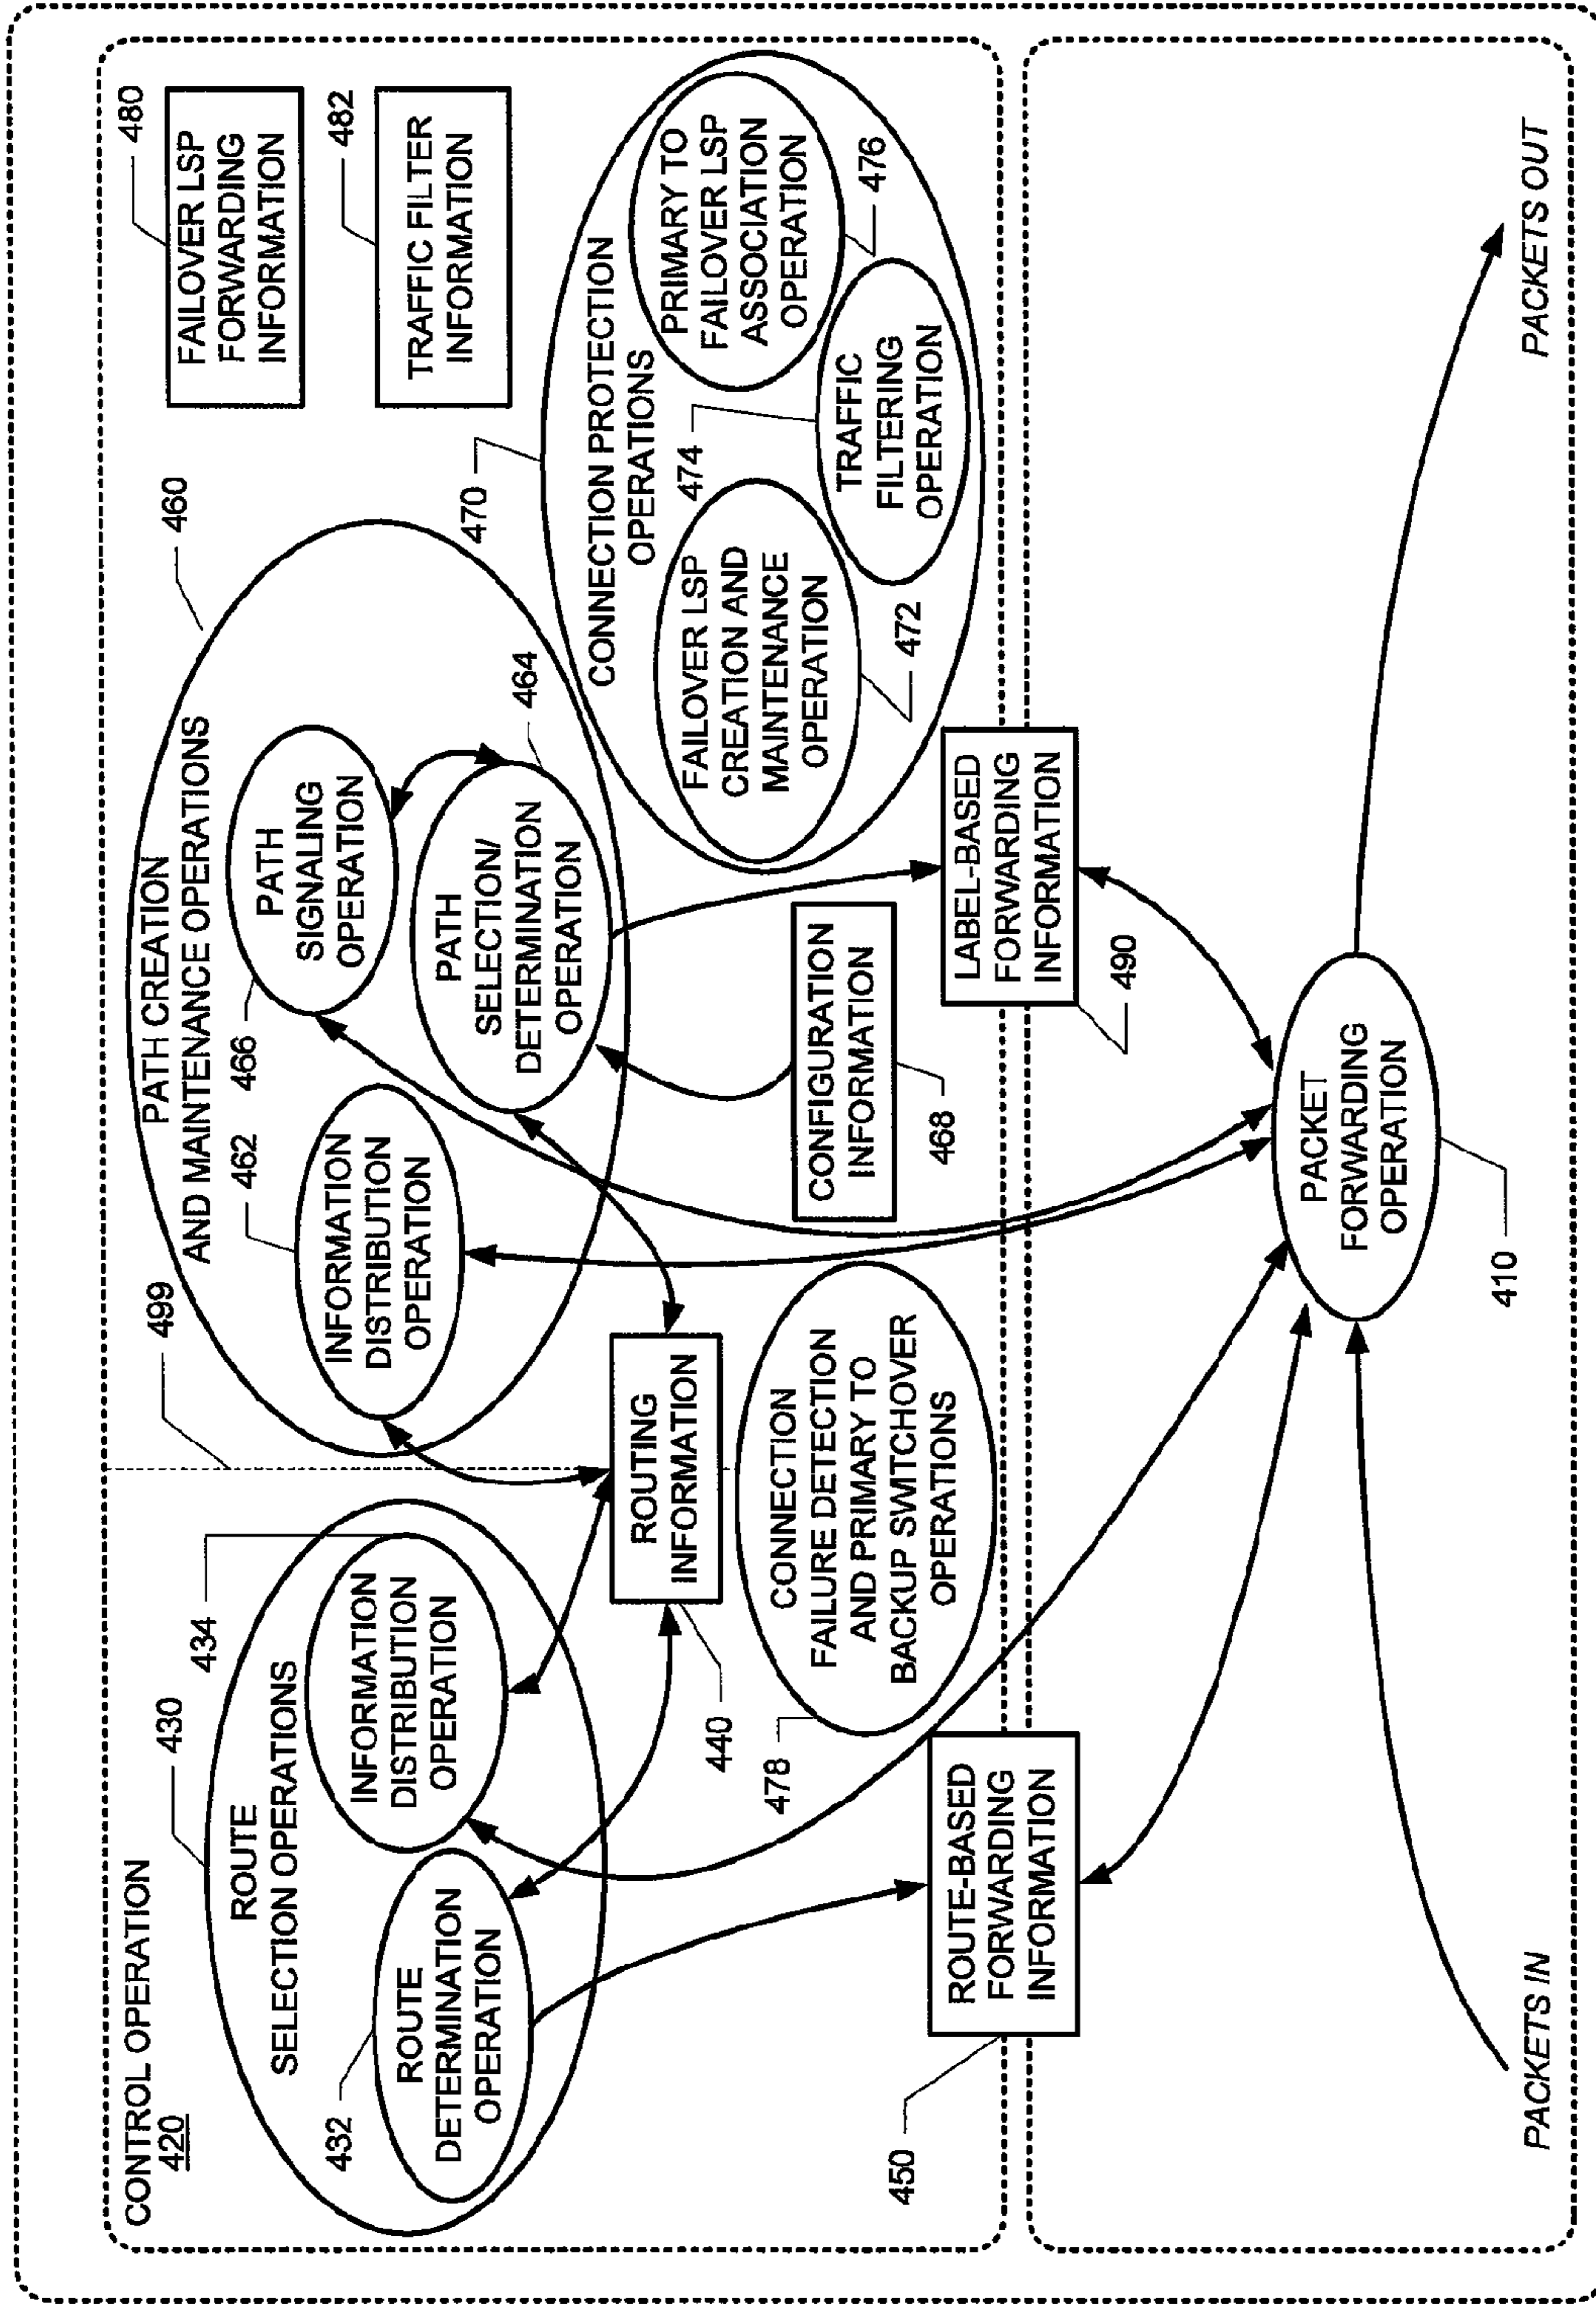 CONTROL OPERATION
420
430
ROUTE
SELECTION OPERATIONS
434
432
ROUTE
DETERMINATION
OPERATION
INFORMATION
DISTRIBUTION
OPERATION
499
PATH CREATION
AND MAINTENANCE OPERATIONS
460
462
INFORMATION
DISTRIBUTION
OPERATION
466
PATH
SIGNALING
OPERATION
464
PATH
SELECTION/
DETERMINATION
OPERATION
480
FAILOVER LSP
FORWARDING
INFORMATION
482
TRAFFIC FILTER
INFORMATION
ROUTING
INFORMATION
440
470
CONNECTION PROTECTION
OPERATIONS
FAILOVER LSP
CREATION AND
MAINTENANCE
OPERATION
472
474
TRAFFIC
FILTERING
OPERATION
PRIMARY TO
FAILOVER LSP
ASSOCIATION
OPERATION
476
478
CONNECTION
FAILURE DETECTION
AND PRIMARY TO
BACKUP SWITCHOVER
OPERATIONS
CONFIGURATION
INFORMATION
468
450
ROUTE-BASED
FORWARDING
INFORMATION
LABEL-BASED
FORWARDING
INFORMATION
490
PACKET
FORWARDING
OPERATION
410
PACKETS IN
PACKETS OUT